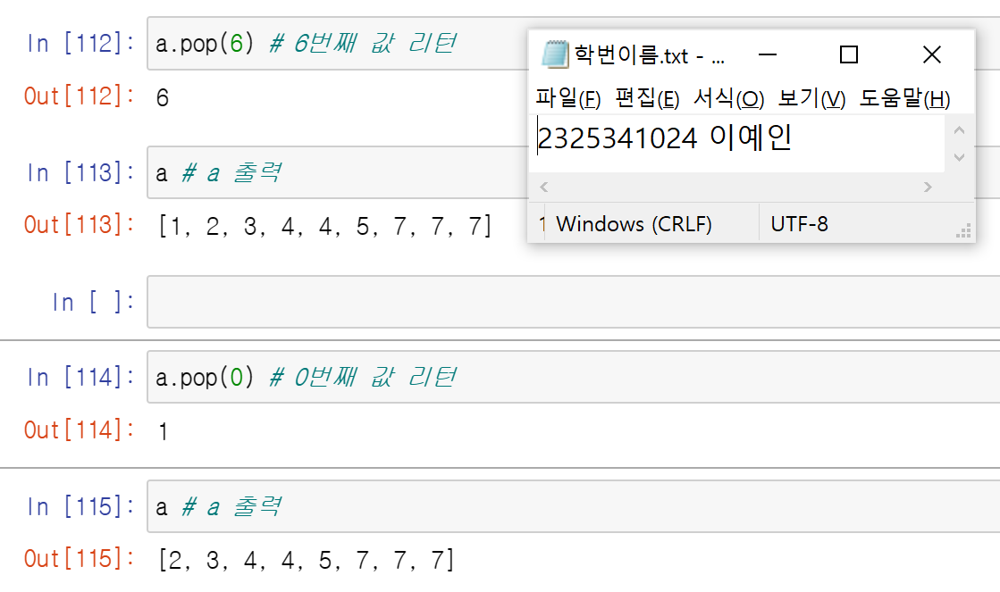 In [112]: a.pop(6) # 6번째 값 리턴
Out[112]: 6
In [113]: a # a 출력
Out[113]: [1, 2, 3, 4, 4, 5, 7, 7, 7]
In [ ]:
In [114]: a.pop(0) # 0번째 값 리턴
Out[114]: 1
In [115]: a # a 출력
Out[115]: [2, 3, 4, 4, 5, 7, 7, 7]
학번이름.txt - ...
파일(F) 편집(E) 서식(O) 보기(V) 도움말(H)
2325341024 이예인
1 Windows (CRLF) UTF-8